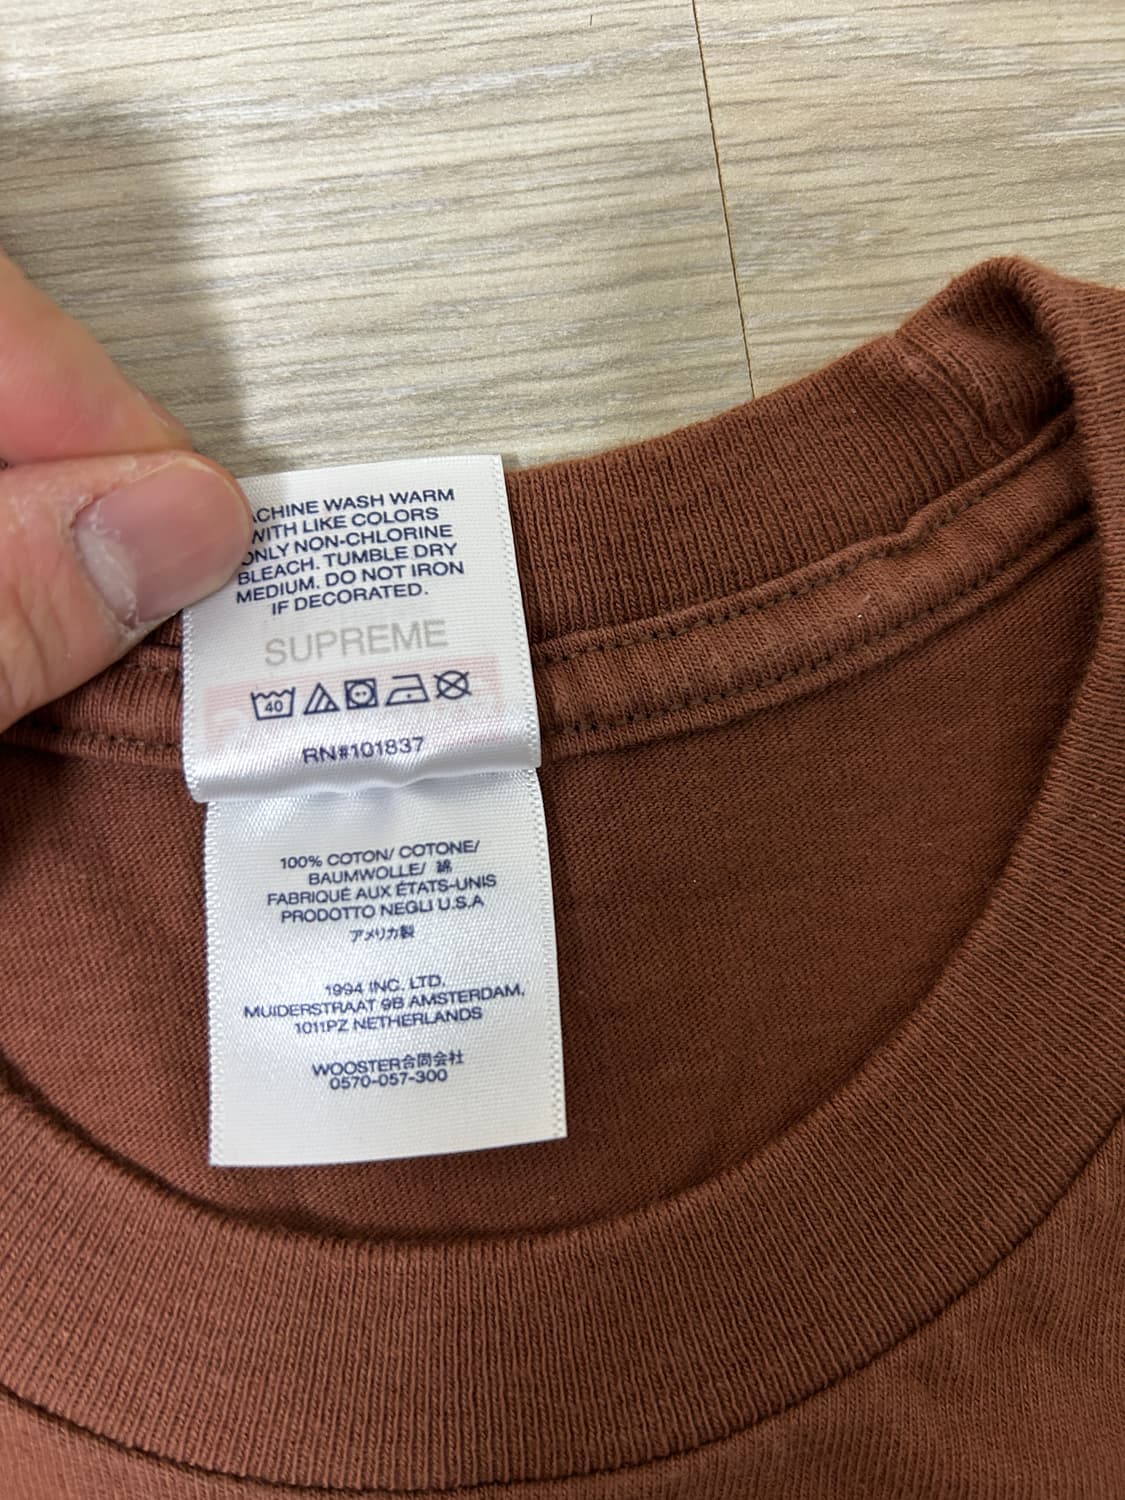 ACHINE WASH WARM
WITH LIKE COLORS
ONLY NON-CHLORINE
BLEACH. TUMBLE DRY
MEDIUM. DO NOT IRON
IF DECORATED.
SUPREME
40
RN#101837
100% COTON/ COTONE/
BAUMWOLLE/ 綿
FABRIQUÉ AUX ÉTATS-UNIS
PRODOTTO NEGLI U.S.A
アメリカ製
1994 INC. LTD.
MUIDERSTRAAT 9B AMSTERDAM,
1011PZ NETHERLANDS
WOOSTER合同会社
0570-057-300